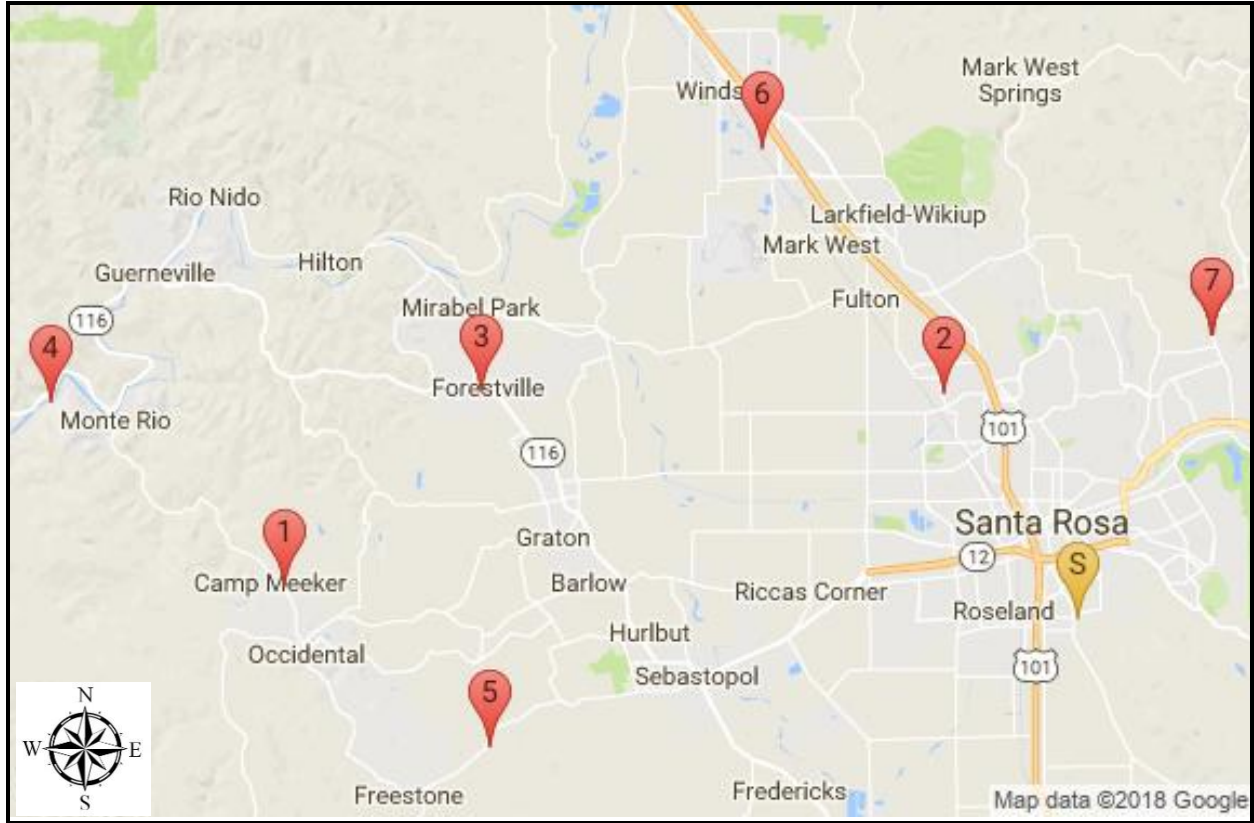 Mark West
Springs
Winds
6
Rio Nido
Larkfield-Wikiup
Mark West
Hilton
Guerneville
7
Fulton
Mirabel Park
116
3
2
4
Forestville
Monte Rio
101
116
Santa Rosa
1
Graton
12
S
Camp Meeker
Barlow
Riccas Corner
Roseland
Hurlbut
Occidental
Sebastopol
101
5
N
W
E
S
Freestone
Fredericks
Map data ©2018 Google